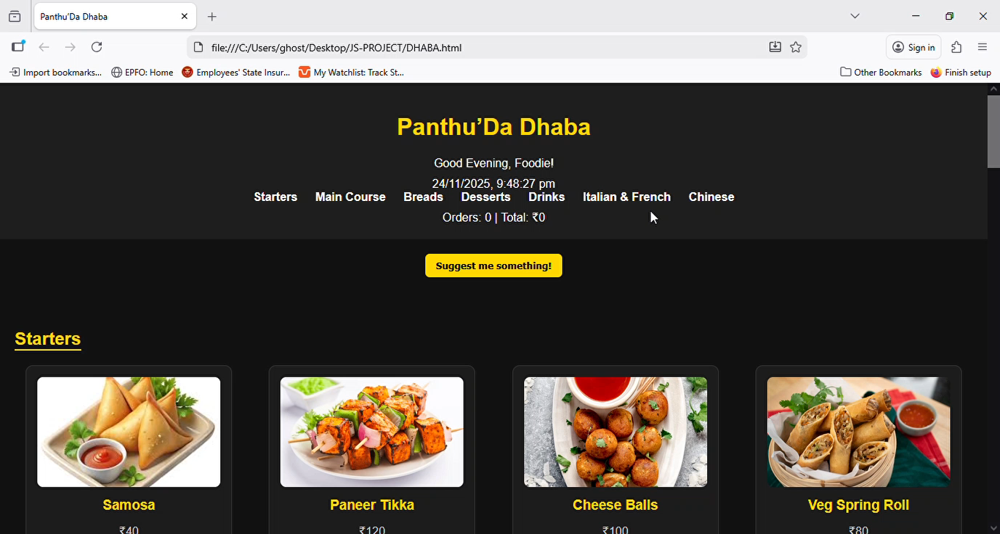 Panthu’Da Dhaba
file:///C:/Users/ghost/Desktop/JS-PROJECT/DHABA.html
Sign in
Import bookmarks...
EPFO: Home
Employees' State Insur...
My Watchlist: Track St...
Other Bookmarks
Finish setup
Panthu’Da Dhaba
Good Evening, Foodie!
24/11/2025, 9:48:27 pm
Starters Main Course Breads Desserts Drinks Italian & French Chinese
Orders: 0 | Total: ₹0
Suggest me something!
Starters
Samosa Paneer Tikka Cheese Balls Veg Spring Roll
₹40 ₹120 ₹100 ₹80